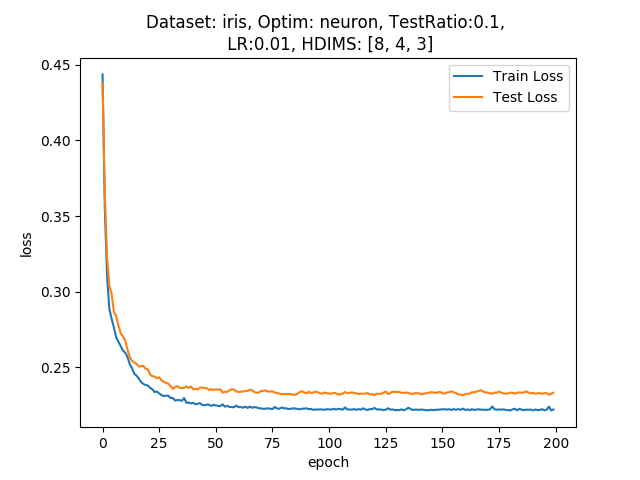 Dataset: iris, Optim: neuron, TestRatio:0.1,
LR:0.01, HDIMS: [8, 4, 3]
Train Loss
Test Loss
0.45
0.40
0.35
0.30
0.25
loss
0 25 50 75 100 125 150 175 200
epoch